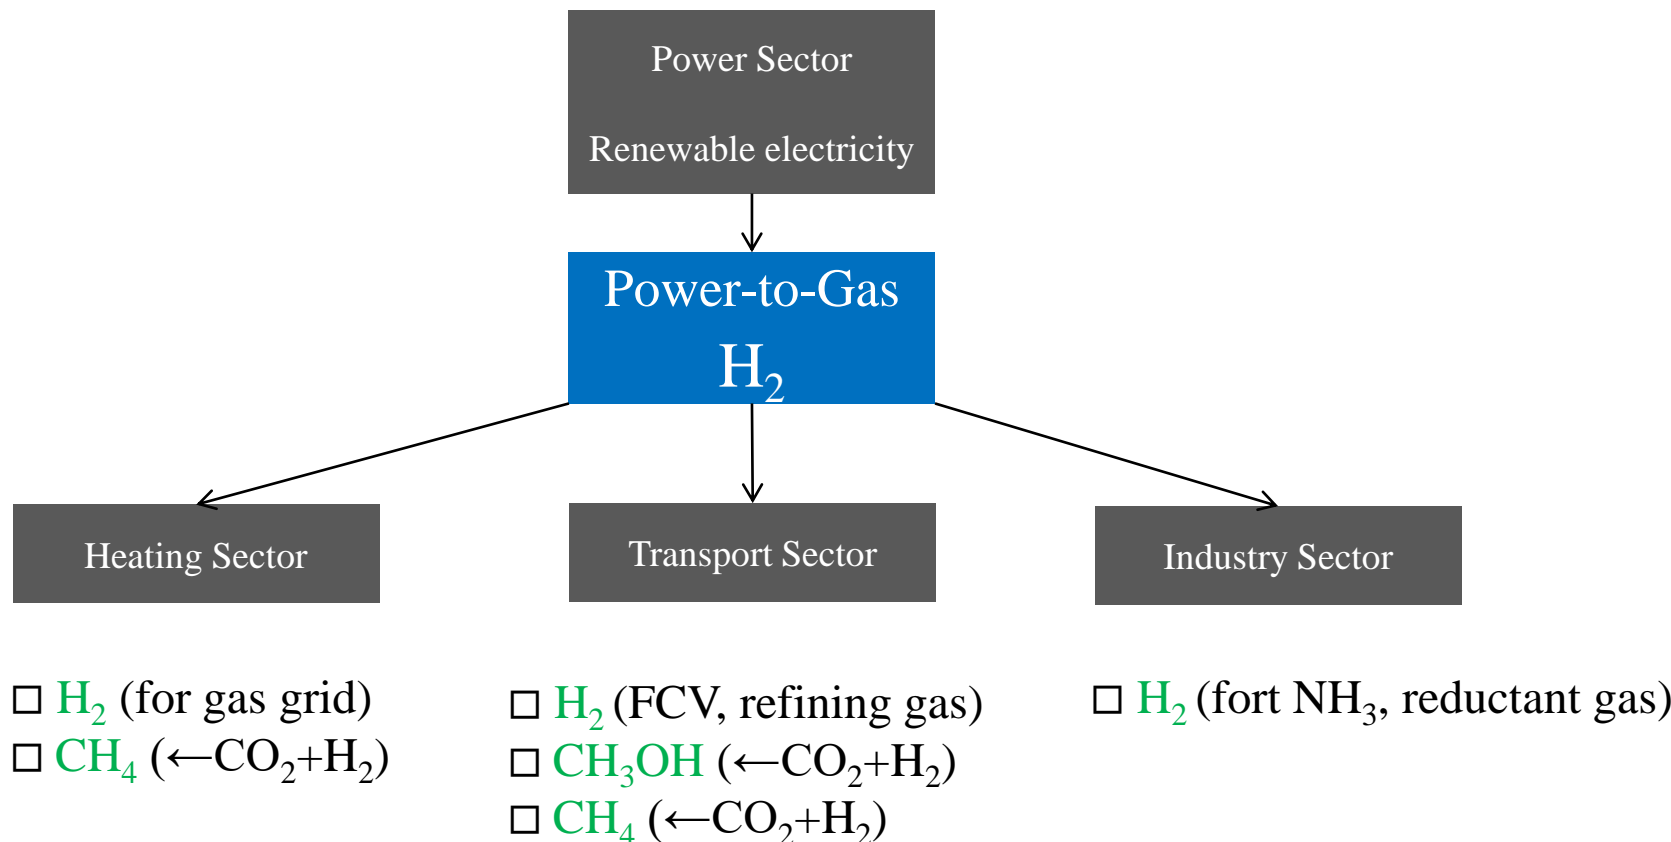 Power Sector
Renewable electricity
Power-to-Gas
H₂
Heating Sector
Transport Sector
Industry Sector
□ H₂ (for gas grid)
□ CH₄ (←CO₂+H₂)
□ H₂ (FCV, refining gas)
□ CH₃OH (←CO₂+H₂)
□ CH₄ (←CO₂+H₂)
□ H₂ (fort NH₃, reductant gas)